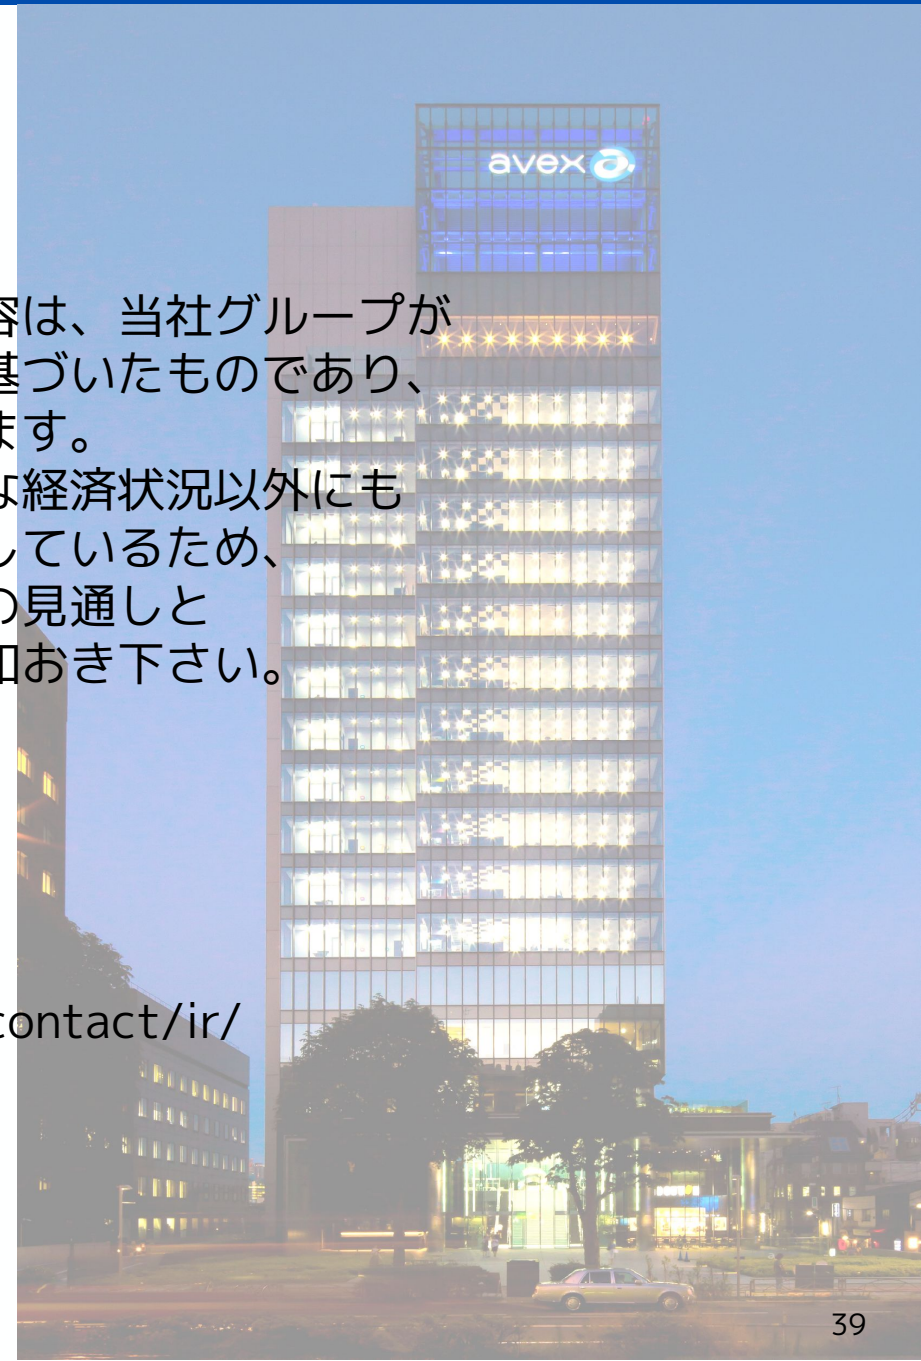 avex
容は、当社グループが
基づいたものであり、
ます。
な経済状況以外にも
しているため、
の見通しと
知おき下さい。
contact/ir/
39